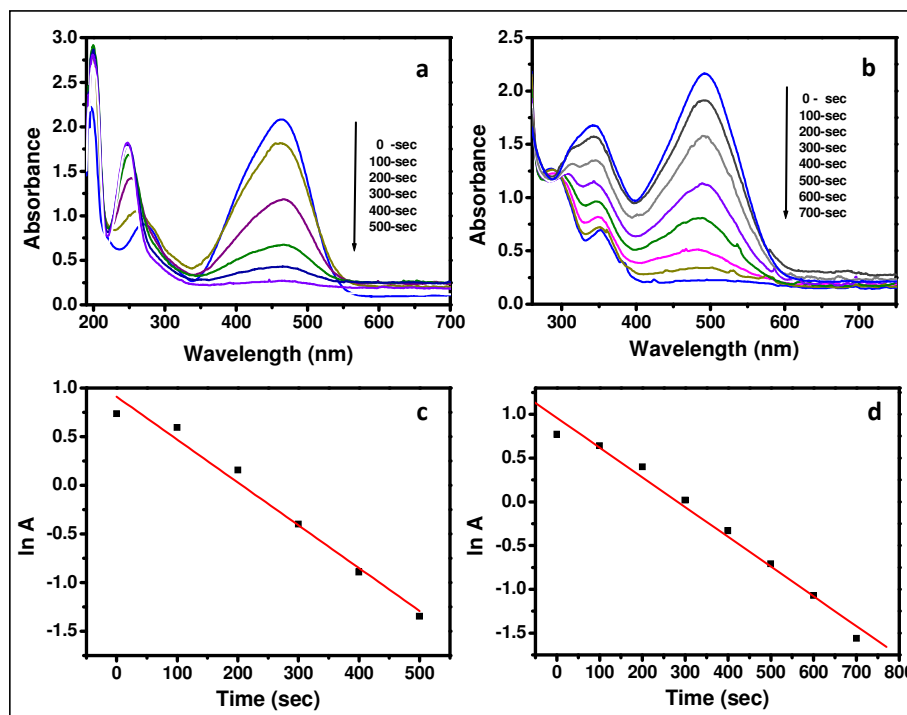 a
3.0
2.5
2.0
1.5
1.0
0.5
0.0
Absorbance
0 -sec
100-sec
200-sec
300-sec
400-sec
500-sec
200 300 400 500 600 700
Wavelength (nm)
b
2.5
2.0
1.5
1.0
0.5
0.0
Absorbance
0 - sec
100-sec
200-sec
300-sec
400-sec
500-sec
600-sec
700-sec
300 400 500 600 700
Wavelength (nm)
c
1.0
0.5
0.0
-0.5
-1.0
-1.5
ln A
0 100 200 300 400 500
Time (sec)
d
1.0
0.5
0.0
-0.5
-1.0
-1.5
ln A
0 100 200 300 400 500 600 700 800
Time (sec)